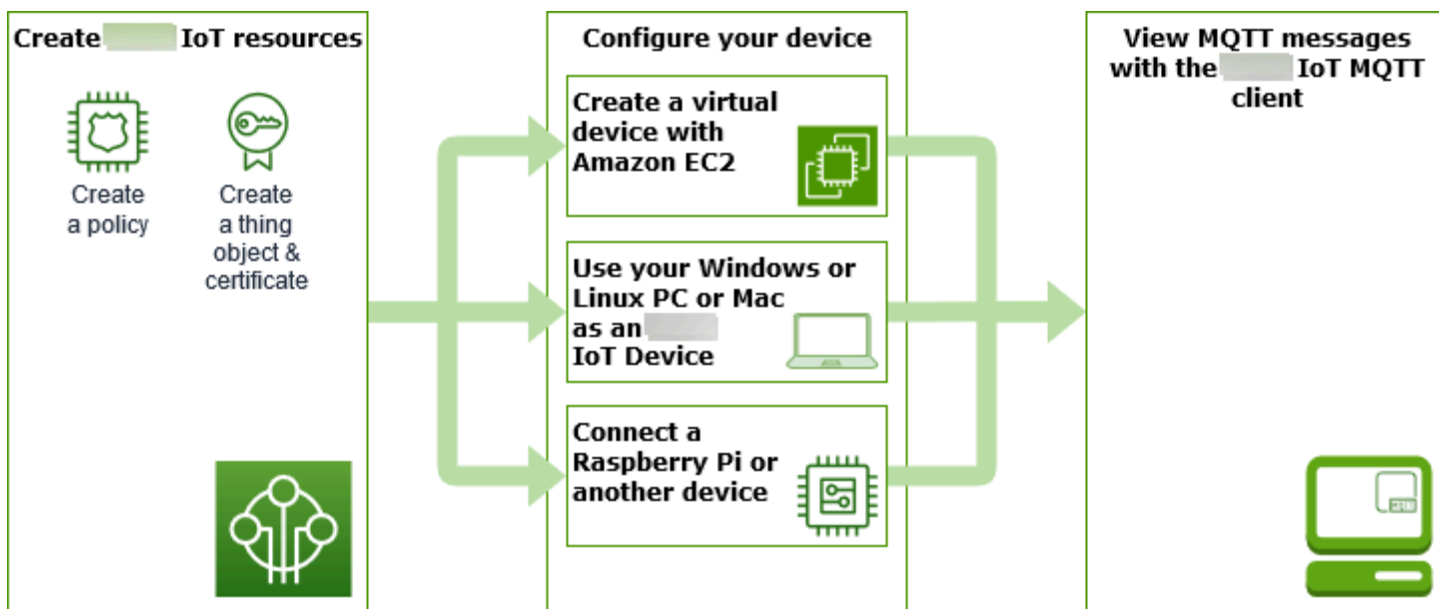 Create IoT resources
Create
a policy
Create
a thing
object &
certificate
Configure your device
Create a virtual
device with
Amazon EC2
Use your Windows or
Linux PC or Mac
as an
IoT Device
Connect a
Raspberry Pi or
another device
View MQTT messages
with the IoT MQTT
client
MQTT